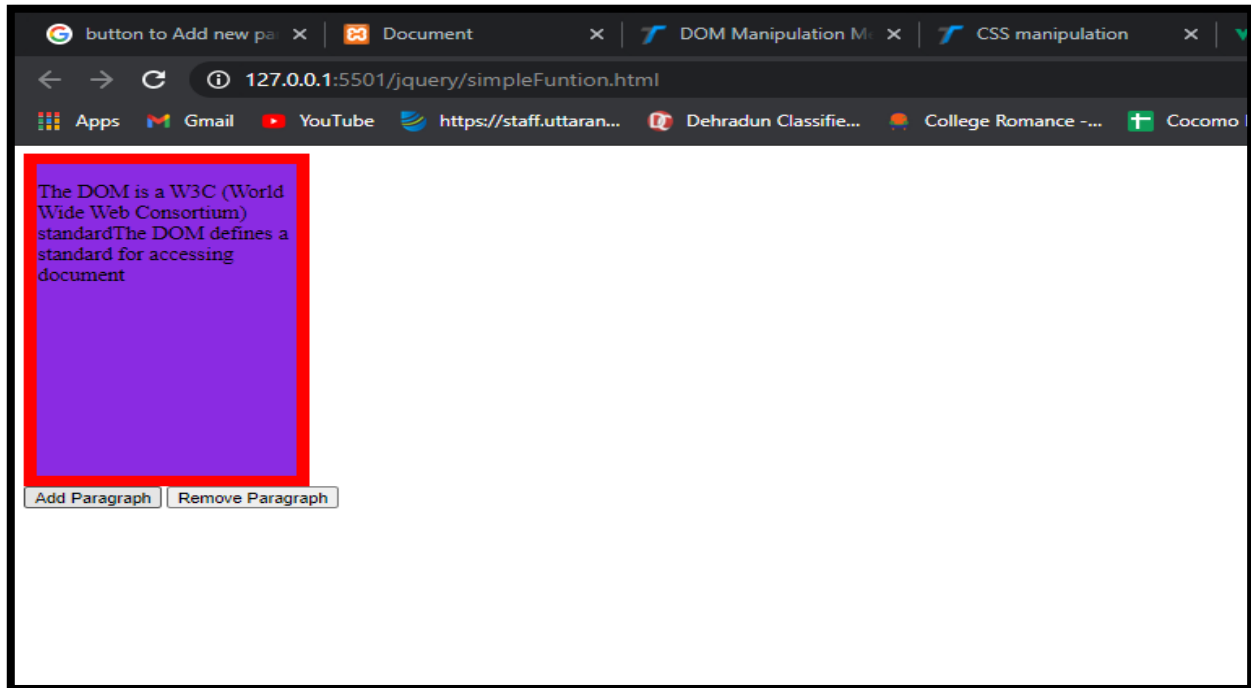 button to Add new pa
Document
DOM Manipulation M
CSS manipulation
127.0.0.1:5501/jquery/simpleFuntion.html
Apps
Gmail
YouTube
https://staff.uttaran...
Dehradun Classifie...
College Romance -...
Cocomo
The DOM is a W3C (World
Wide Web Consortium)
standardThe DOM defines a
standard for accessing
document
Add Paragraph
Remove Paragraph